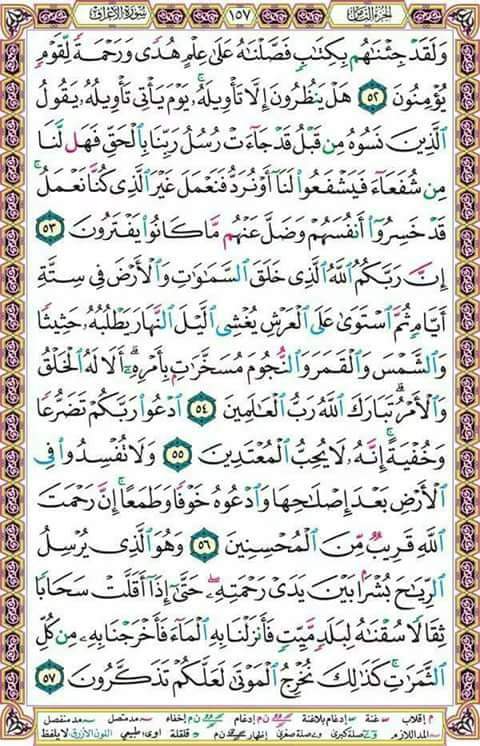 الجزء الثامن ١٥٧ سورة الأعراف
وَلَقَدْ جِئْنَٰهُم بِكِتَٰبٍ فَصَّلْنَٰهُ عَلَىٰ عِلْمٍ هُدًى وَرَحْمَةً لِّقَوْمٍ
يُؤْمِنُونَ ٥٢ هَلْ يَنظُرُونَ إِلَّا تَأْوِيلَهُۥ ۚ يَوْمَ يَأْتِى تَأْوِيلُهُۥ يَقُولُ
ٱلَّذِينَ نَسُوهُ مِن قَبْلُ قَدْ جَآءَتْ رُسُلُ رَبِّنَا بِٱلْحَقِّ فَهَل لَّنَا
مِن شُفَعَآءَ فَيَشْفَعُوا۟ لَنَآ أَوْ نُرَدُّ فَنَعْمَلَ غَيْرَ ٱلَّذِى كُنَّا نَعْمَلُ ۚ
قَدْ خَسِرُوٓا۟ أَنفُسَهُمْ وَضَلَّ عَنْهُم مَّا كَانُوا۟ يَفْتَرُونَ ٥٣
إِنَّ رَبَّكُمُ ٱللَّهُ ٱلَّذِى خَلَقَ ٱلسَّمَٰوَٰتِ وَٱلْأَرْضَ فِى سِتَّةِ
أَيَّامٍ ثُمَّ ٱسْتَوَىٰ عَلَى ٱلْعَرْشِ يُغْشِى ٱلَّيْلَ ٱلنَّهَارَ يَطْلُبُهُۥ حَثِيثًا
وَٱلشَّمْسَ وَٱلْقَمَرَ وَٱلنُّجُومَ مُسَخَّرَٰتٍۭ بِأَمْرِهِۦٓ ۗ أَلَا لَهُ ٱلْخَلْقُ
وَٱلْأَمْرُ ۗ تَبَارَكَ ٱللَّهُ رَبُّ ٱلْعَٰلَمِينَ ٥٤ ٱدْعُوا۟ رَبَّكُمْ تَضَرُّعًا
وَخُفْيَةً ۚ إِنَّهُۥ لَا يُحِبُّ ٱلْمُعْتَدِينَ ٥٥ وَلَا تُفْسِدُوا۟ فِى
ٱلْأَرْضِ بَعْدَ إِصْلَٰحِهَا وَٱدْعُوهُ خَوْفًا وَطَمَعًا ۚ إِنَّ رَحْمَتَ
ٱللَّهِ قَرِيبٌ مِّنَ ٱلْمُحْسِنِينَ ٥٦ وَهُوَ ٱلَّذِى يُرْسِلُ
ٱلرِّيَٰحَ بُشْرًۢا بَيْنَ يَدَىْ رَحْمَتِهِۦ ۖ حَتَّىٰٓ إِذَآ أَقَلَّتْ سَحَابًا
ثِقَالًا سُقْنَٰهُ لِبَلَدٍ مَّيِّتٍ فَأَنزَلْنَا بِهِ ٱلْمَآءَ فَأَخْرَجْنَا بِهِۦ مِن كُلِّ
ٱلثَّمَرَٰتِ ۚ كَذَٰلِكَ نُخْرِجُ ٱلْمَوْتَىٰ لَعَلَّكُمْ تَذَكَّرُونَ ٥٧
م إقلاب غنة إدغام بلاغنة ن م إدغام ن م إخفاء مد متصل مد منفصل
المد اللازم صلة كبرى صلة صغرى إظهار ن م قلقلة اوى: طبيعي اللون الأزرق لا يلفظ